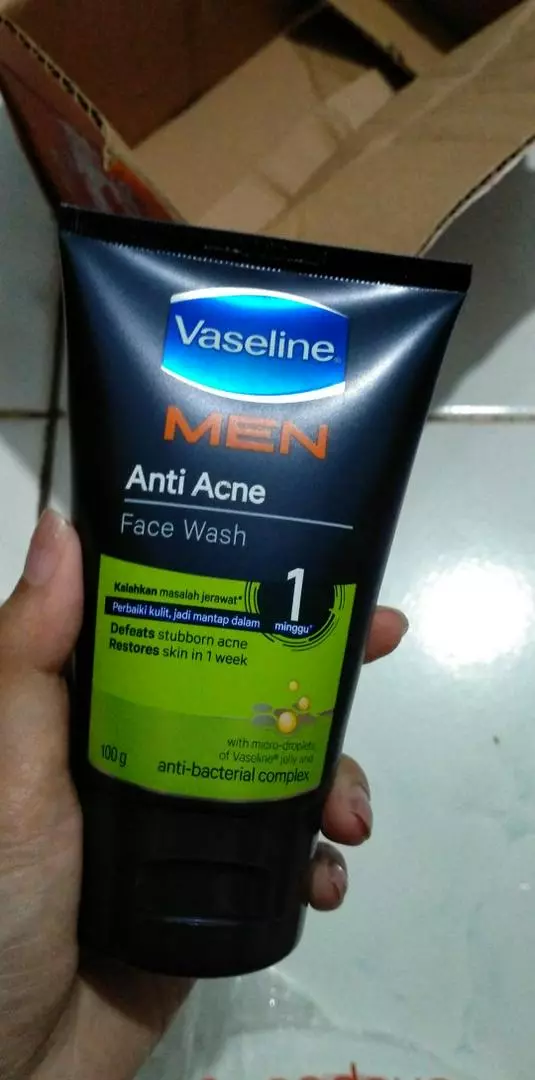 Vaseline
MEN
Anti Acne
Face Wash
Kalahkan masalah jerawat*
Perbaiki kulit, jadi mantap dalam 1 minggu⁺
Defeats stubborn acne
Restores skin in 1 week
with micro-droplets
of Vaseline® jelly and
anti-bacterial complex
100 g